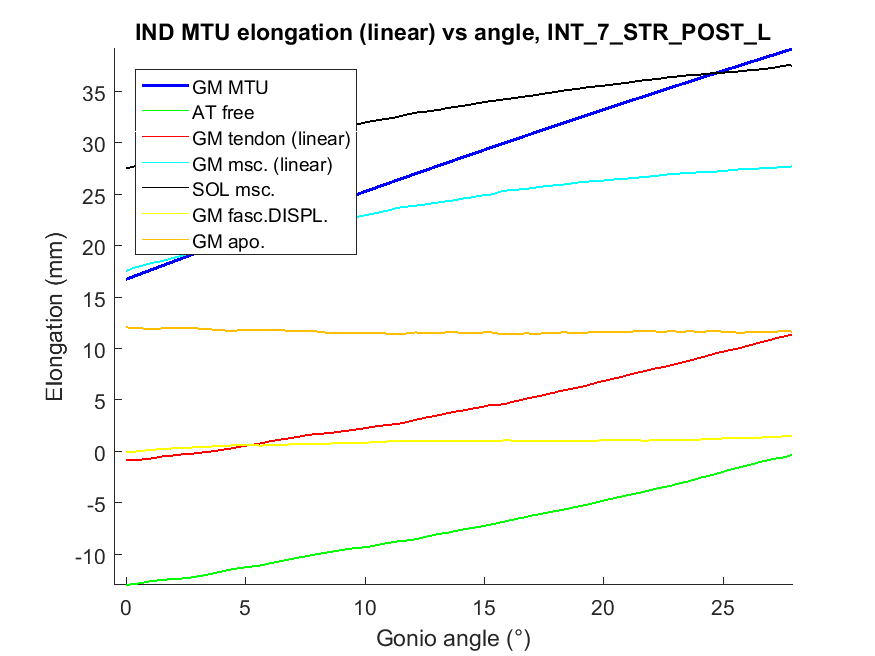 IND MTU elongation (linear) vs angle, INT_7_STR_POST_L
GM MTU
AT free
GM tendon (linear)
GM msc. (linear)
SOL msc.
GM fasc.DISPL.
GM apo.
35
30
25
20
15
10
5
0
-5
-10
Elongation (mm)
0 5 10 15 20 25
Gonio angle (°)